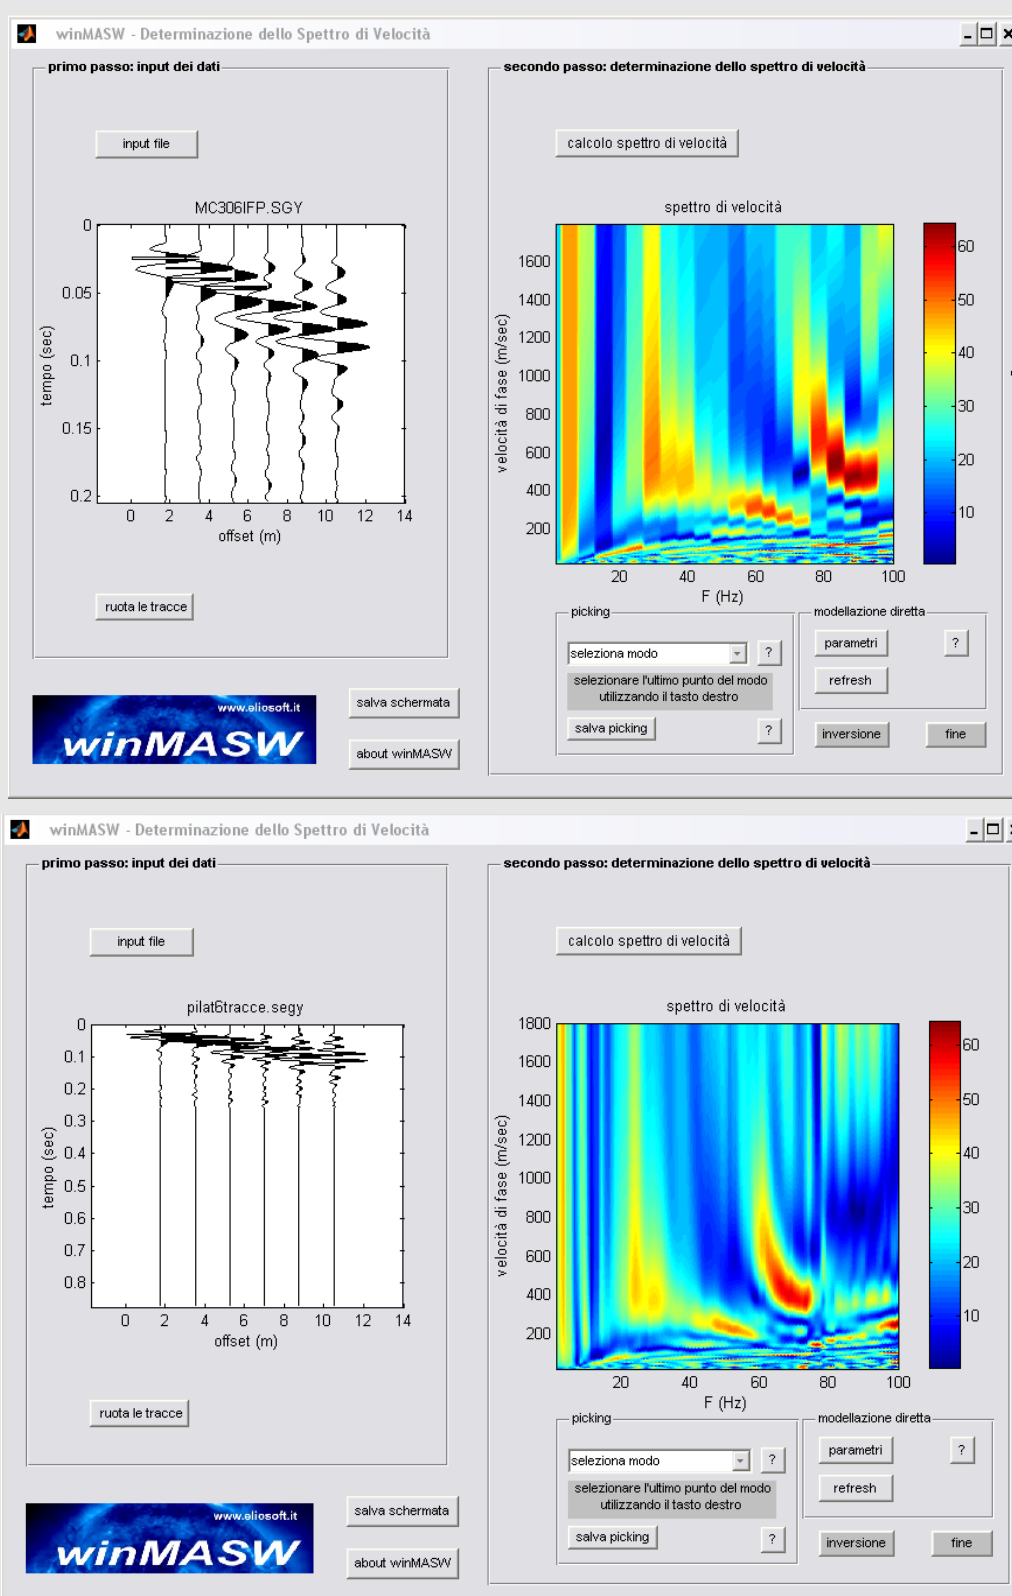 winMASW - Determinazione dello Spettro di Velocità
primo passo: input dei dati
input file
MC306IFP.SGY
0
0.05
0.1
0.15
0.2
tempo (sec)
0 2 4 6 8 10 12 14
offset (m)
ruota le tracce
www.eliosoft.it
winMASW
salva schermata
about winMASW
secondo passo: determinazione dello spettro di velocità
calcolo spettro di velocità
spettro di velocità
1600
1400
1200
1000
800
600
400
200
velocità di fase (m/sec)
20 40 60 80 100
F (Hz)
60
50
40
30
20
10
picking
seleziona modo
?
selezionare l'ultimo punto del modo
utilizzando il tasto destro
salva picking
?
modellazione diretta
parametri
?
refresh
inversione
fine
winMASW - Determinazione dello Spettro di Velocità
primo passo: input dei dati
input file
pilat6tracce.segy
0
0.1
0.2
0.3
0.4
0.5
0.6
0.7
0.8
tempo (sec)
0 2 4 6 8 10 12 14
offset (m)
ruota le tracce
www.eliosoft.it
winMASW
salva schermata
about winMASW
secondo passo: determinazione dello spettro di velocità
calcolo spettro di velocità
spettro di velocità
1800
1600
1400
1200
1000
800
600
400
200
velocità di fase (m/sec)
20 40 60 80 100
F (Hz)
60
50
40
30
20
10
picking
seleziona modo
?
selezionare l'ultimo punto del modo
utilizzando il tasto destro
salva picking
?
modellazione diretta
parametri
?
refresh
inversione
fine